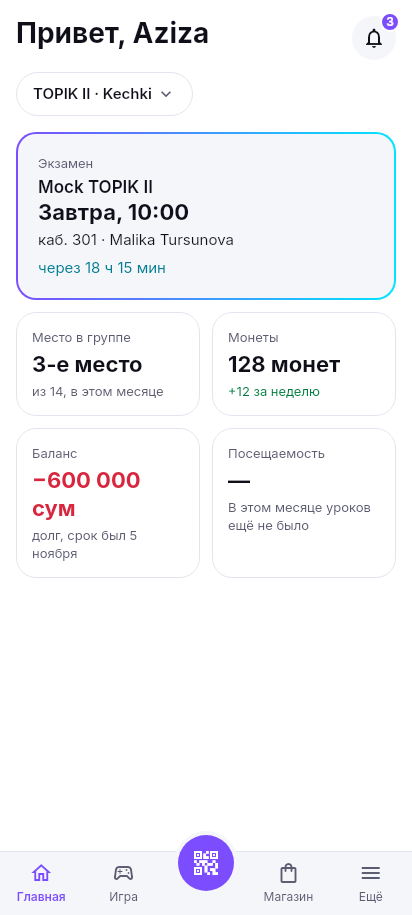 Привет, Aziza
3
TOPIK II · Kechki
Экзамен
Mock TOPIK II
Завтра, 10:00
каб. 301 · Malika Tursunova
через 18 ч 15 мин
Место в группе
3-е место
из 14, в этом месяце
Монеты
128 монет
+12 за неделю
Баланс
−600 000
сум
долг, срок был 5
ноября
Посещаемость
—
В этом месяце уроков
ещё не было
Главная
Игра
Магазин
Ещё